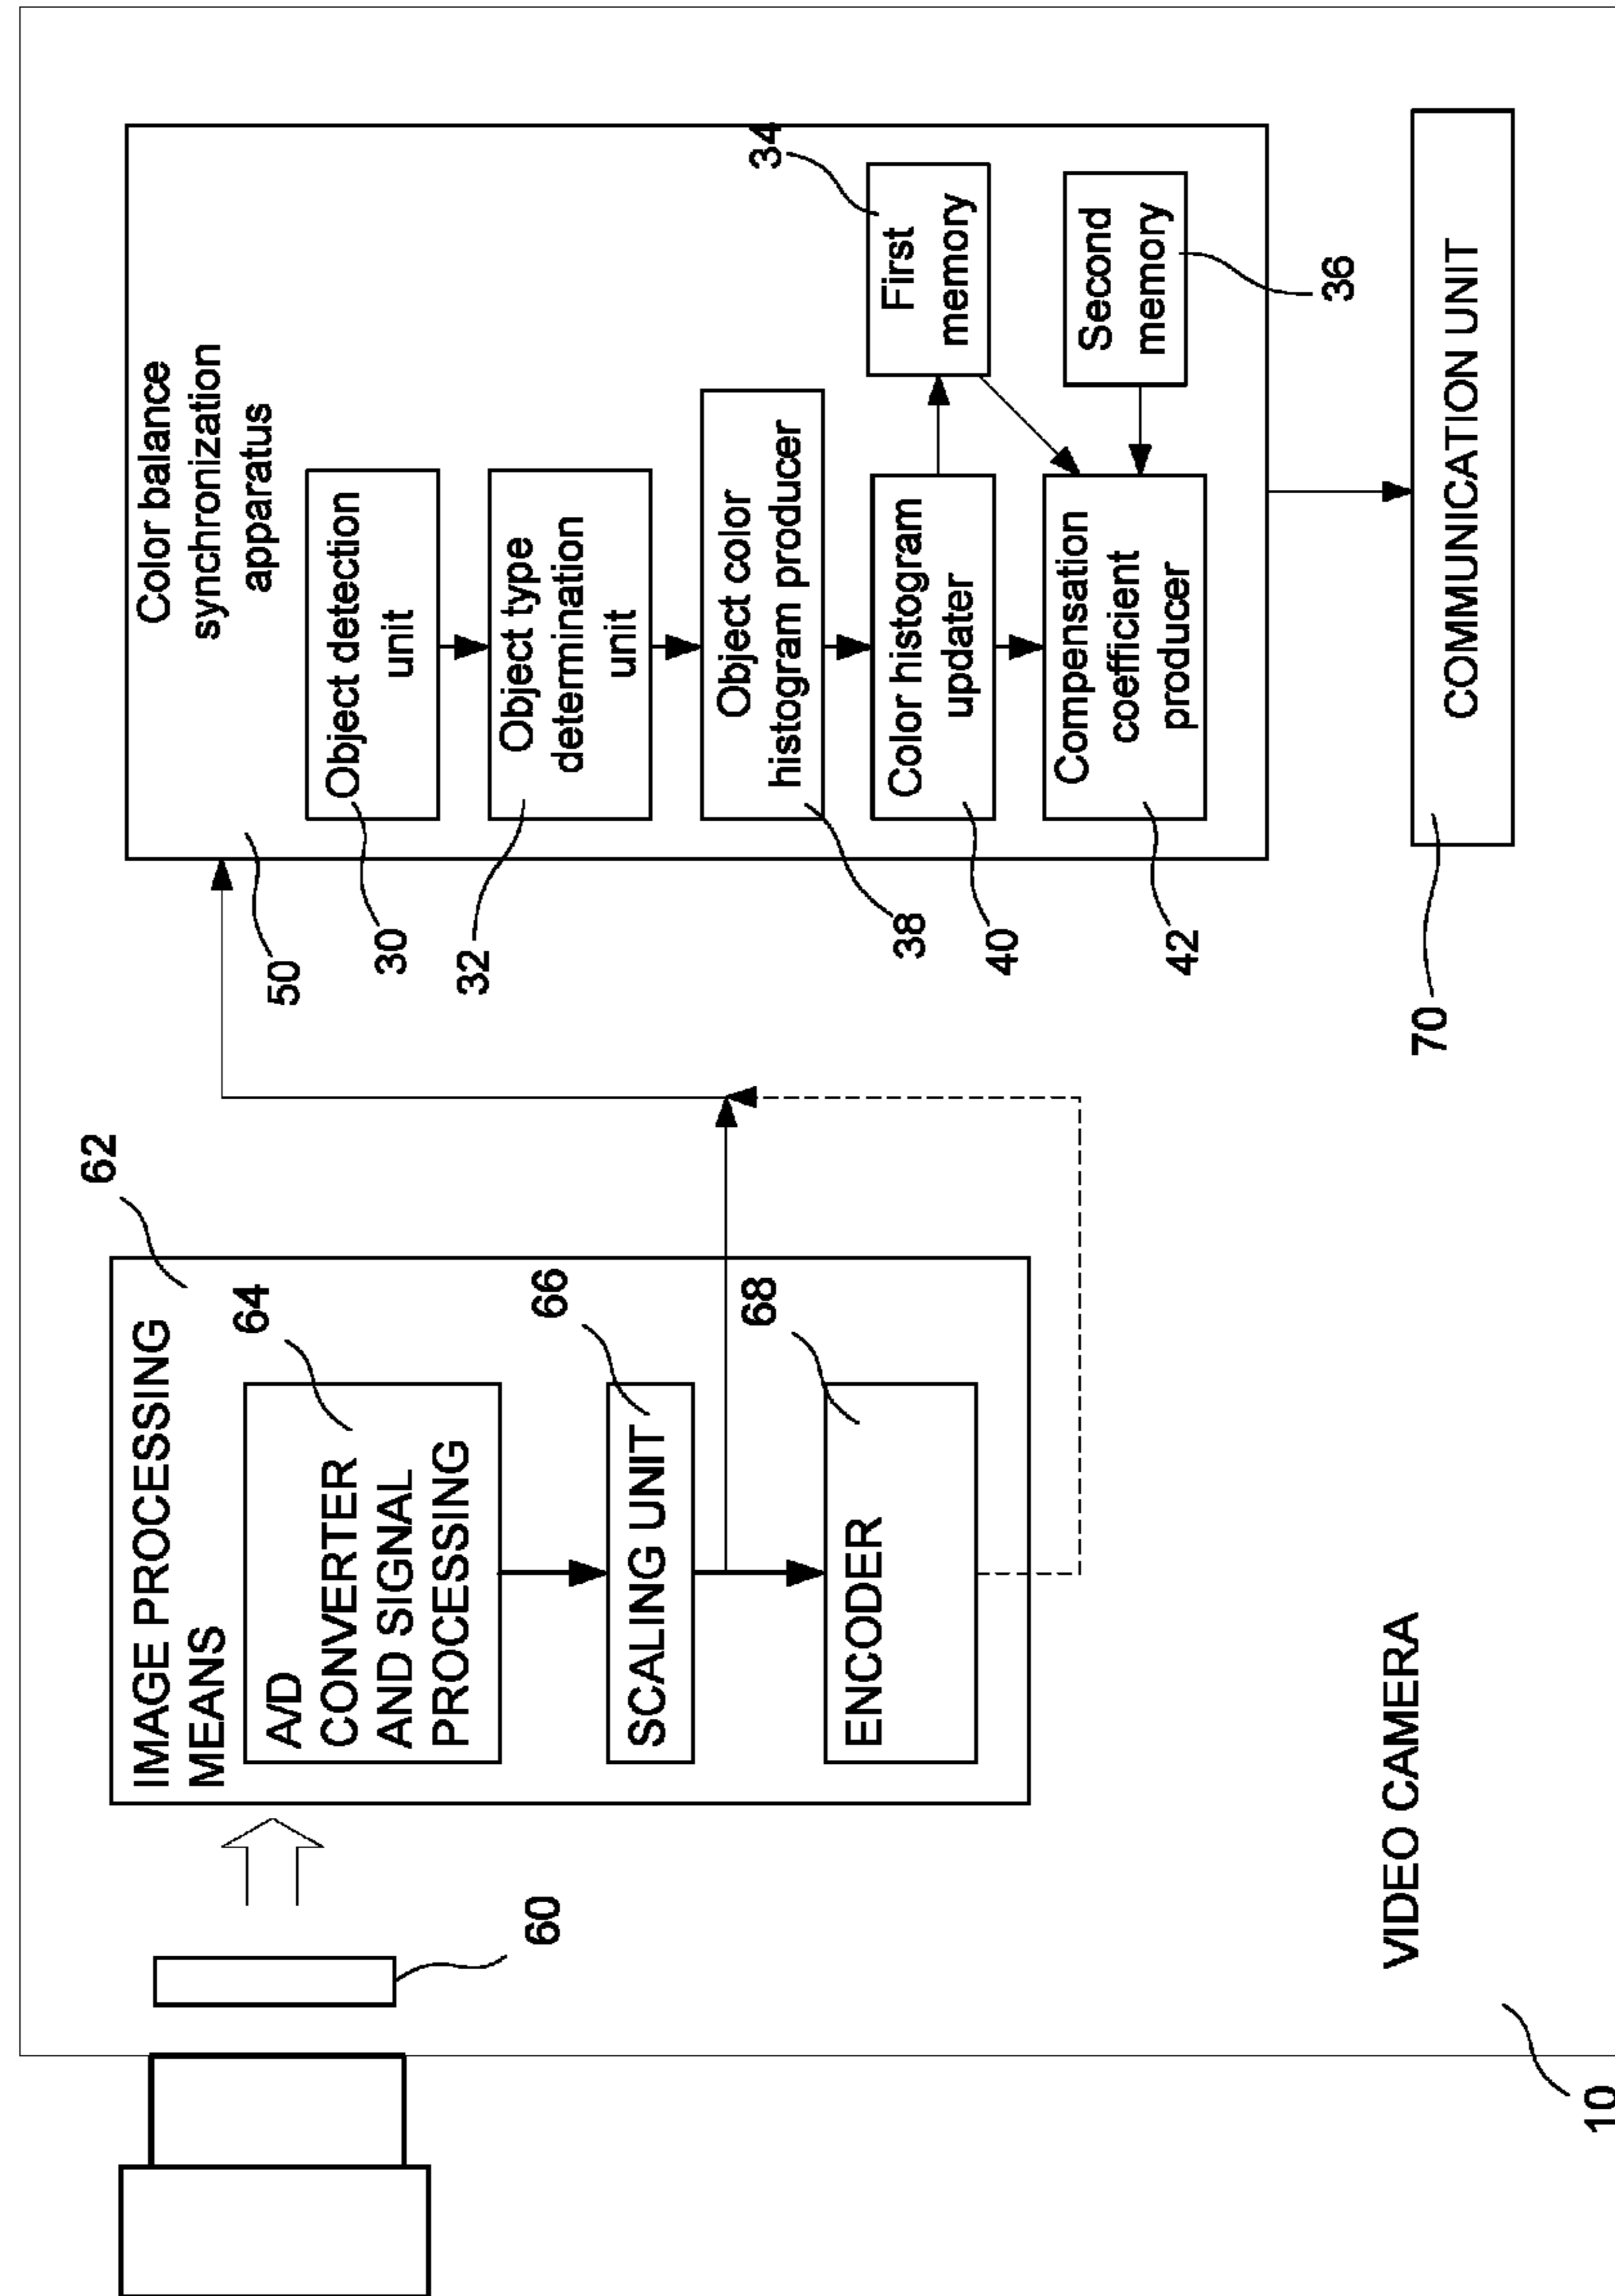 62
IMAGE PROCESSING
MEANS
64
A/D
CONVERTER
AND SIGNAL
PROCESSING
66
SCALING UNIT
68
ENCODER
60
VIDEO CAMERA
10
Color balance
synchronization
apparatus
50
Object detection
unit
30
Object type
determination
unit
32
Object color
histogram producer
38
34
First
memory
Color histogram
updater
40
Second
memory
36
Compensation
coefficient
producer
42
COMMUNICATION UNIT
70